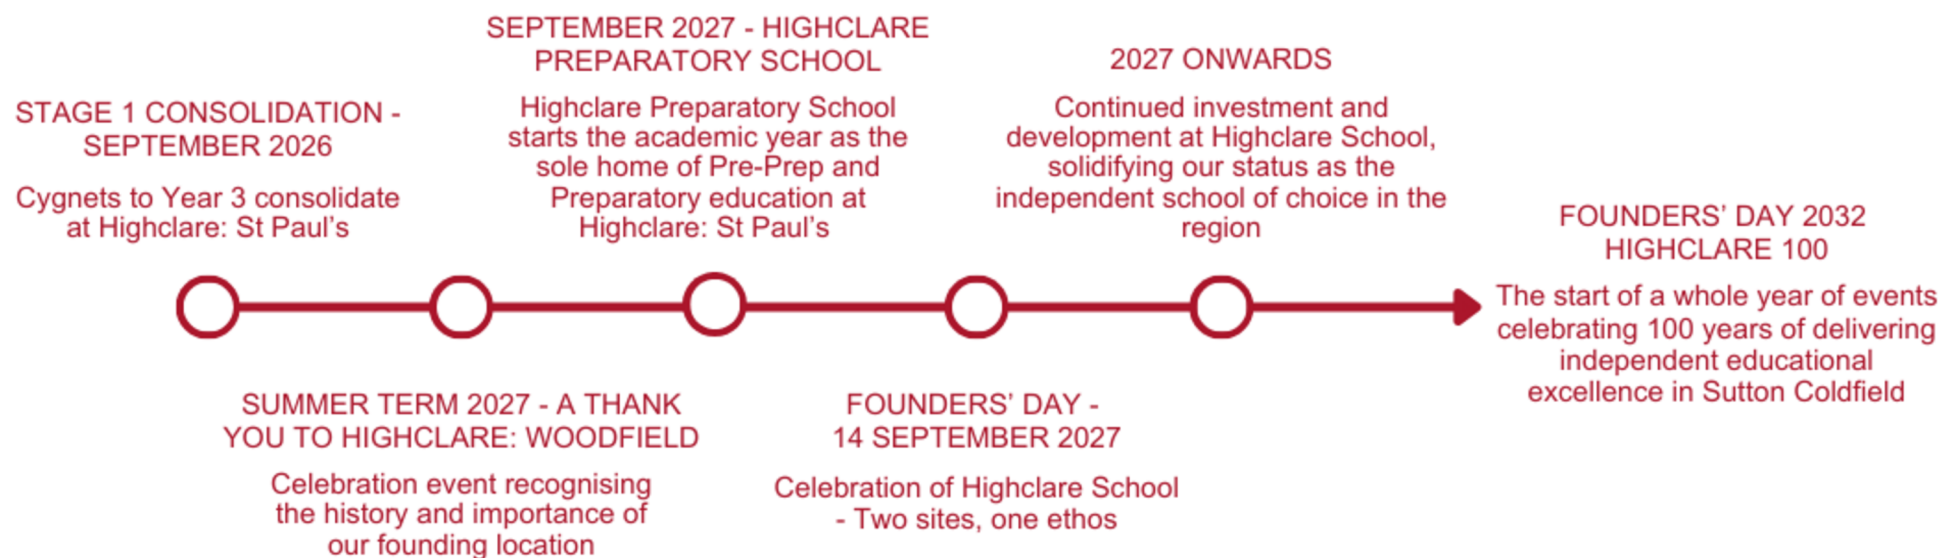 STAGE 1 CONSOLIDATION -
SEPTEMBER 2026
Cygnets to Year 3 consolidate
at Highclare: St Paul’s
SUMMER TERM 2027 - A THANK
YOU TO HIGHCLARE: WOODFIELD
Celebration event recognising
the history and importance of
our founding location
SEPTEMBER 2027 - HIGHCLARE
PREPARATORY SCHOOL
Highclare Preparatory School
starts the academic year as the
sole home of Pre-Prep and
Preparatory education at
Highclare: St Paul’s
FOUNDERS’ DAY -
14 SEPTEMBER 2027
Celebration of Highclare School
- Two sites, one ethos
2027 ONWARDS
Continued investment and
development at Highclare School,
solidifying our status as the
independent school of choice in the
region
FOUNDERS’ DAY 2032
HIGHCLARE 100
The start of a whole year of events
celebrating 100 years of delivering
independent educational
excellence in Sutton Coldfield